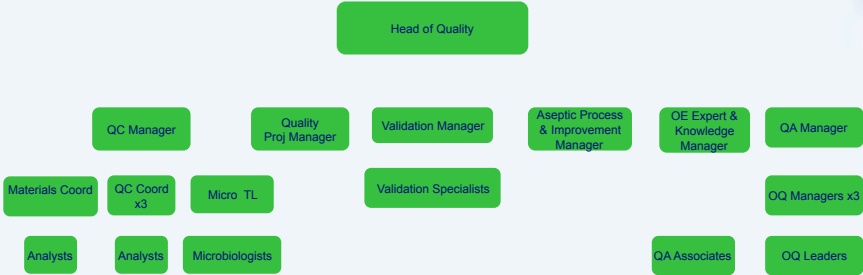 Head of Quality
QC Manager
Quality
Proj Manager
Validation Manager
Aseptic Process
& Improvement
Manager
OE Expert &
Knowledge
Manager
QA Manager
Materials Coord
QC Coord
x3
Micro TL
Validation Specialists
OQ Managers x3
Analysts
Analysts
Microbiologists
QA Associates
OQ Leaders